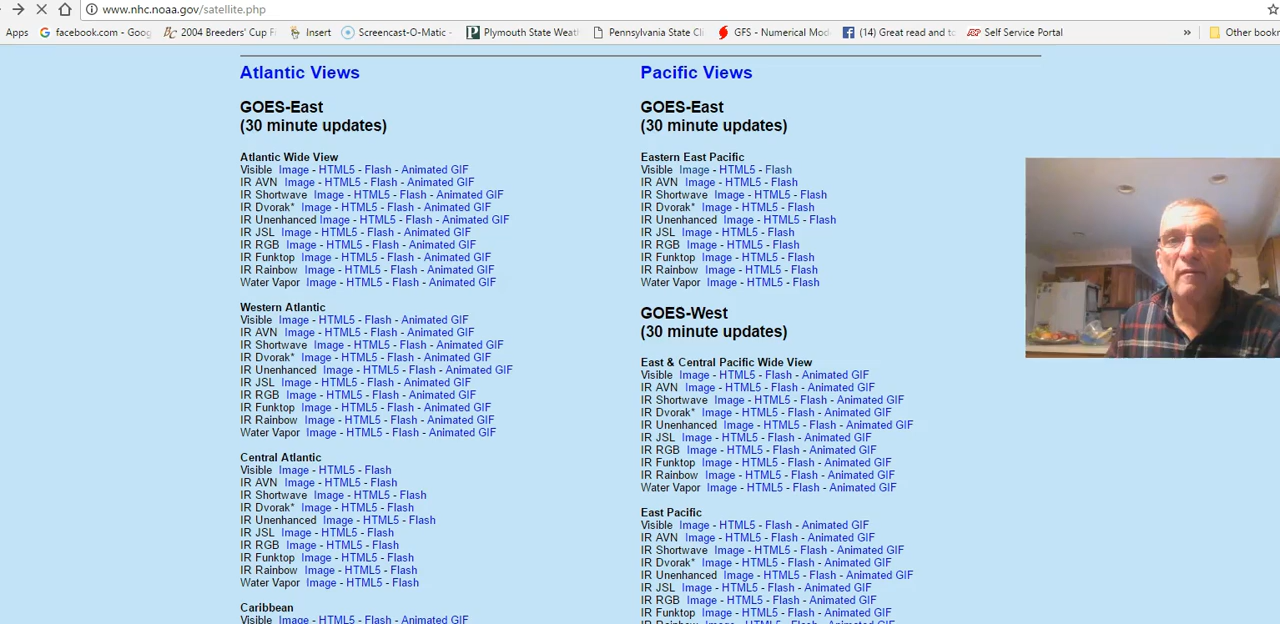 www.nhc.noaa.gov/satellite.php
Apps facebook.com - Goog 2004 Breeders' Cup F Insert Screencast-O-Matic - Plymouth State Weat Pennsylvania State Cli GFS - Numerical Mod (14) Great read and to Self Service Portal » Other bookr
Atlantic Views
GOES-East
(30 minute updates)
Atlantic Wide View
Visible Image - HTML5 - Flash - Animated GIF
IR AVN Image - HTML5 - Flash - Animated GIF
IR Shortwave Image - HTML5 - Flash - Animated GIF
IR Dvorak* Image - HTML5 - Flash - Animated GIF
IR Unenhanced Image - HTML5 - Flash - Animated GIF
IR JSL Image - HTML5 - Flash - Animated GIF
IR RGB Image - HTML5 - Flash - Animated GIF
IR Funktop Image - HTML5 - Flash - Animated GIF
IR Rainbow Image - HTML5 - Flash - Animated GIF
Water Vapor Image - HTML5 - Flash - Animated GIF
Western Atlantic
Visible Image - HTML5 - Flash - Animated GIF
IR AVN Image - HTML5 - Flash - Animated GIF
IR Shortwave Image - HTML5 - Flash - Animated GIF
IR Dvorak* Image - HTML5 - Flash - Animated GIF
IR Unenhanced Image - HTML5 - Flash - Animated GIF
IR JSL Image - HTML5 - Flash - Animated GIF
IR RGB Image - HTML5 - Flash - Animated GIF
IR Funktop Image - HTML5 - Flash - Animated GIF
IR Rainbow Image - HTML5 - Flash - Animated GIF
Water Vapor Image - HTML5 - Flash - Animated GIF
Central Atlantic
Visible Image - HTML5 - Flash
IR AVN Image - HTML5 - Flash
IR Shortwave Image - HTML5 - Flash
IR Dvorak* Image - HTML5 - Flash
IR Unenhanced Image - HTML5 - Flash
IR JSL Image - HTML5 - Flash
IR RGB Image - HTML5 - Flash
IR Funktop Image - HTML5 - Flash
IR Rainbow Image - HTML5 - Flash
Water Vapor Image - HTML5 - Flash
Caribbean
Visible Image - HTML5 - Flash - Animated GIF
Pacific Views
GOES-East
(30 minute updates)
Eastern East Pacific
Visible Image - HTML5 - Flash
IR AVN Image - HTML5 - Flash
IR Shortwave Image - HTML5 - Flash
IR Dvorak* Image - HTML5 - Flash
IR Unenhanced Image - HTML5 - Flash
IR JSL Image - HTML5 - Flash
IR RGB Image - HTML5 - Flash
IR Funktop Image - HTML5 - Flash
IR Rainbow Image - HTML5 - Flash
Water Vapor Image - HTML5 - Flash
GOES-West
(30 minute updates)
East & Central Pacific Wide View
Visible Image - HTML5 - Flash - Animated GIF
IR AVN Image - HTML5 - Flash - Animated GIF
IR Shortwave Image - HTML5 - Flash - Animated GIF
IR Dvorak* Image - HTML5 - Flash - Animated GIF
IR Unenhanced Image - HTML5 - Flash - Animated GIF
IR JSL Image - HTML5 - Flash - Animated GIF
IR RGB Image - HTML5 - Flash - Animated GIF
IR Funktop Image - HTML5 - Flash - Animated GIF
IR Rainbow Image - HTML5 - Flash - Animated GIF
Water Vapor Image - HTML5 - Flash - Animated GIF
East Pacific
Visible Image - HTML5 - Flash - Animated GIF
IR AVN Image - HTML5 - Flash - Animated GIF
IR Shortwave Image - HTML5 - Flash - Animated GIF
IR Dvorak* Image - HTML5 - Flash - Animated GIF
IR Unenhanced Image - HTML5 - Flash - Animated GIF
IR JSL Image - HTML5 - Flash - Animated GIF
IR RGB Image - HTML5 - Flash - Animated GIF
IR Funktop Image - HTML5 - Flash - Animated GIF